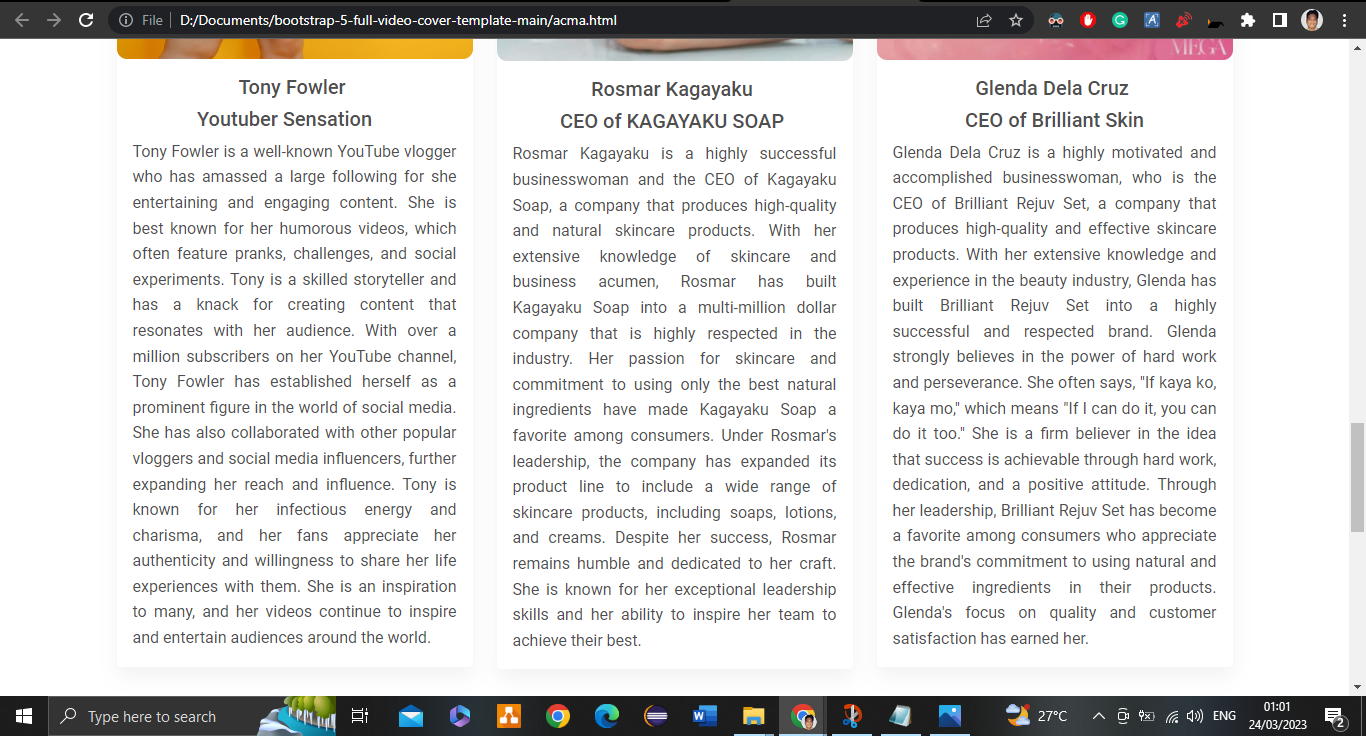 File
D:/Documents/bootstrap-5-full-video-cover-template-main/acma.html
MEGA
Tony Fowler
Youtuber Sensation
Tony Fowler is a well-known YouTube vlogger
who has amassed a large following for she
entertaining and engaging content. She is
best known for her humorous videos, which
often feature pranks, challenges, and social
experiments. Tony is a skilled storyteller and
has a knack for creating content that
resonates with her audience. With over a
million subscribers on her YouTube channel,
Tony Fowler has established herself as a
prominent figure in the world of social media.
She has also collaborated with other popular
vloggers and social media influencers, further
expanding her reach and influence. Tony is
known for her infectious energy and
charisma, and her fans appreciate her
authenticity and willingness to share her life
experiences with them. She is an inspiration
to many, and her videos continue to inspire
and entertain audiences around the world.
Rosmar Kagayaku
CEO of KAGAYAKU SOAP
Rosmar Kagayaku is a highly successful
businesswoman and the CEO of Kagayaku
Soap, a company that produces high-quality
and natural skincare products. With her
extensive knowledge of skincare and
business acumen, Rosmar has built
Kagayaku Soap into a multi-million dollar
company that is highly respected in the
industry. Her passion for skincare and
commitment to using only the best natural
ingredients have made Kagayaku Soap a
favorite among consumers. Under Rosmar's
leadership, the company has expanded its
product line to include a wide range of
skincare products, including soaps, lotions,
and creams. Despite her success, Rosmar
remains humble and dedicated to her craft.
She is known for her exceptional leadership
skills and her ability to inspire her team to
achieve their best.
Glenda Dela Cruz
CEO of Brilliant Skin
Glenda Dela Cruz is a highly motivated and
accomplished businesswoman, who is the
CEO of Brilliant Rejuv Set, a company that
produces high-quality and effective skincare
products. With her extensive knowledge and
experience in the beauty industry, Glenda has
built Brilliant Rejuv Set into a highly
successful and respected brand. Glenda
strongly believes in the power of hard work
and perseverance. She often says, "If kaya ko,
kaya mo," which means "If I can do it, you can
do it too." She is a firm believer in the idea
that success is achievable through hard work,
dedication, and a positive attitude. Through
her leadership, Brilliant Rejuv Set has become
a favorite among consumers who appreciate
the brand's commitment to using natural and
effective ingredients in their products.
Glenda's focus on quality and customer
satisfaction has earned her.
Type here to search
27°C
ENG
01:01
24/03/2023
2